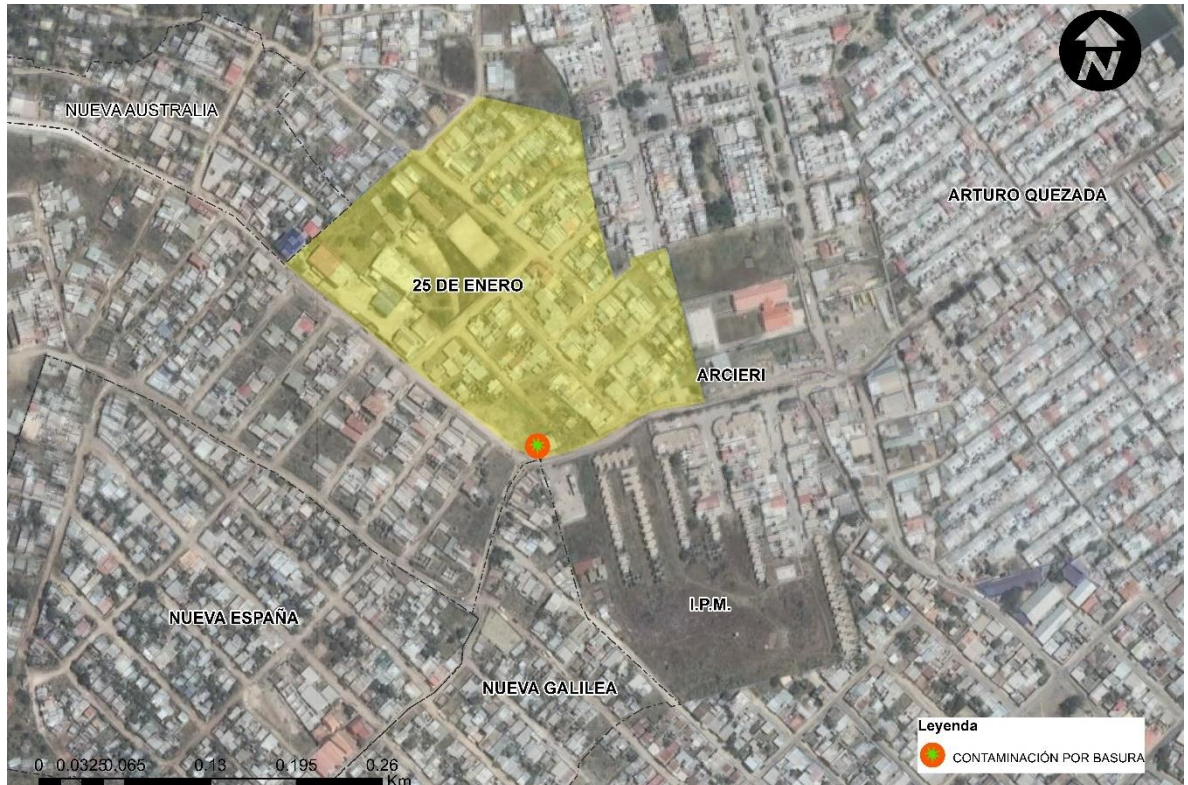 N
NUEVA AUSTRALIA
ARTURO QUEZADA
25 DE ENERO
ARCIERI
NUEVA ESPAÑA
I.P.M.
NUEVA GALILEA
Leyenda
CONTAMINACIÓN POR BASURA
0 0.0325 0.065 0.13 0.195 0.26
Km